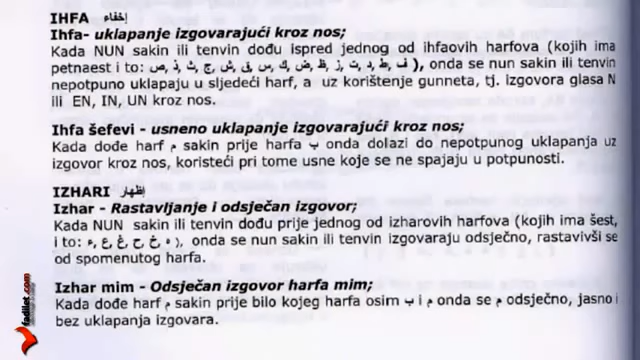 IHFA إخفاء
Ihfa- uklapanje izgovarajući kroz nos;
Kada NUN sakin ili tenvin dođu ispred jednog od ihfaovih harfova (kojih ima
petnaest i to: ف, ط, د, ت, ز, ظ, ض, ك, س, ق, ش, ج, ث, ذ, ص), onda se nun sakin ili tenvin
nepotpuno uklapaju u sljedeći harf, a uz korištenje gunneta, tj. izgovora glasa N
ili EN, IN, UN kroz nos.
Ihfa šefevi - usneno uklapanje izgovarajući kroz nos;
Kada dođe harf م sakin prije harfa ب onda dolazi do nepotpunog uklapanja uz
izgovor kroz nos, koristeći pri tome usne koje se ne spajaju u potpunosti.
IZHARI إظهار
Izhar - Rastavljanje i odsječan izgovor;
Kada NUN sakin ili tenvin dođu prije jednog od izharovih harfova (kojih ima šest,
i to: ء, ع, غ, ح, خ, ه), onda se nun sakin ili tenvin izgovaraju odsječno, rastavivši se
od spomenutog harfa.
Izhar mim - Odsječan izgovor harfa mim;
Kada dođe harf م sakin prije bilo kojeg harfa osim ب i م onda se م odsječno, jasno i
bez uklapanja izgovara.
fadilet.com